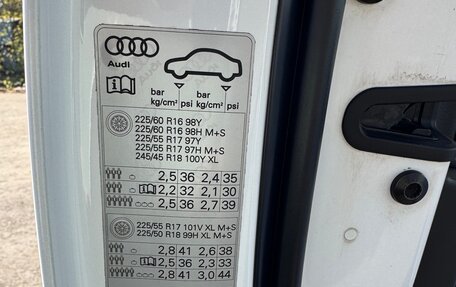 Audi
bar bar
kg/cm² psi kg/cm² psi
225/60 R16 98Y
225/60 R16 98H M+S
225/55 R17 97Y
225/55 R17 97H M+S
245/45 R18 100Y XL
2,5 36 2,4 35
2,2 32 2,1 30
2,5 36 2,7 39
225/55 R17 101V XL M+S
225/50 R18 99H XL M+S
2,8 41 2,6 38
2,5 36 2,3 33
2,8 41 3,0 44